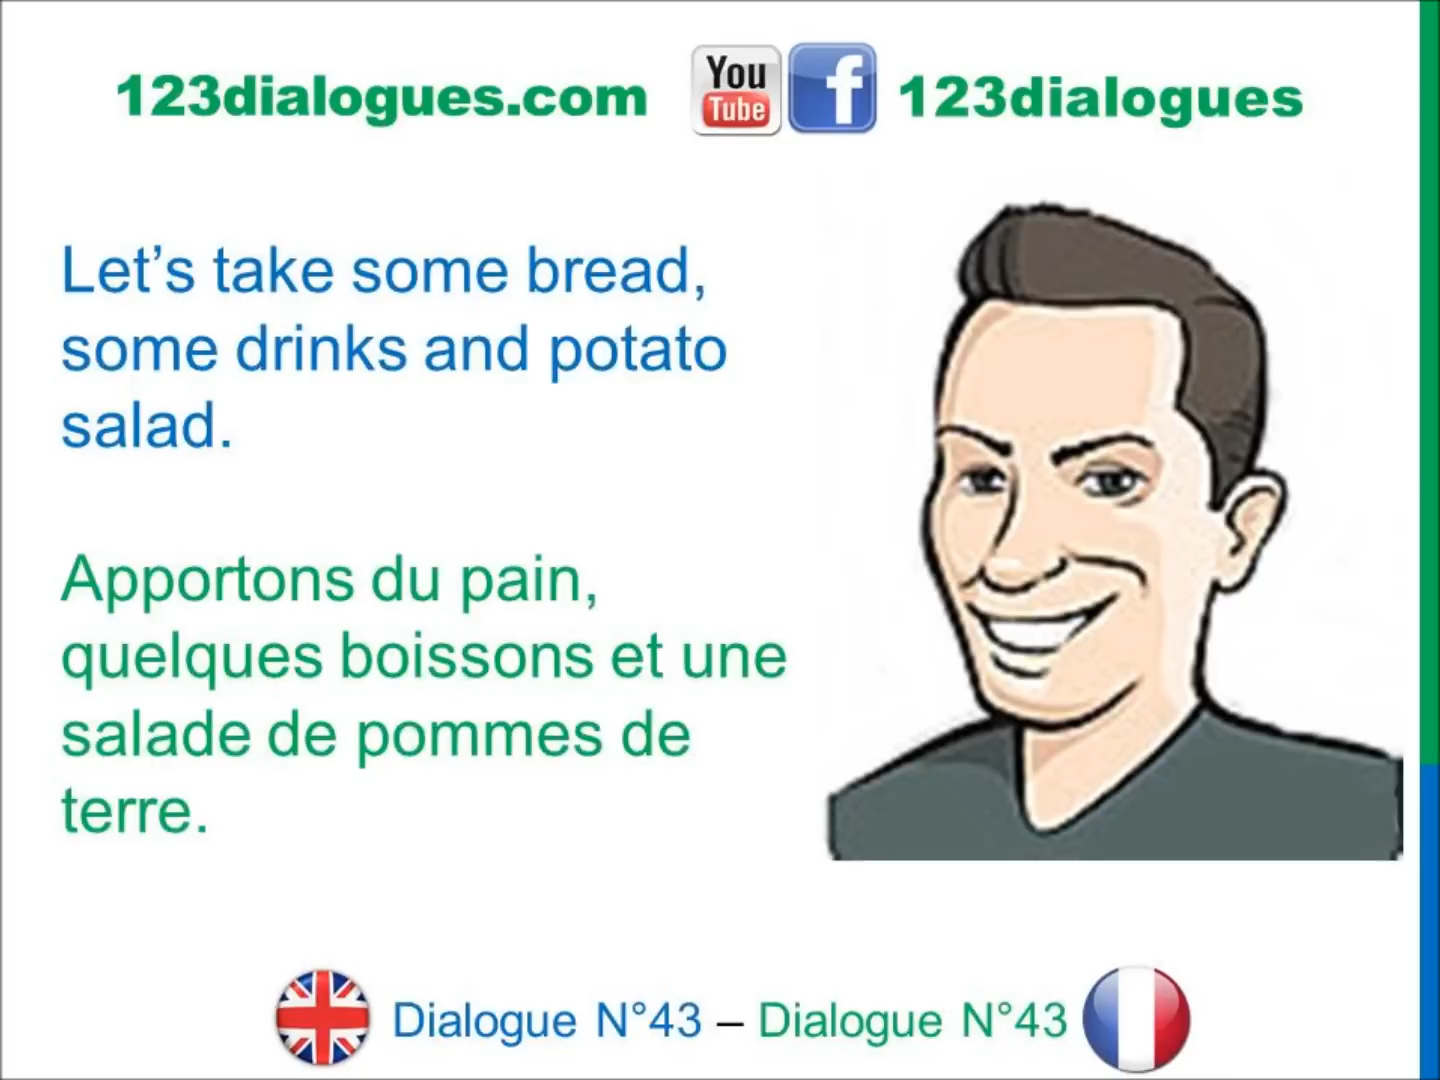 123dialogues.com You Tube f 123dialogues
Let’s take some bread,
some drinks and potato
salad.
Apportons du pain,
quelques boissons et une
salade de pommes de
terre.
Dialogue N°43 – Dialogue N°43